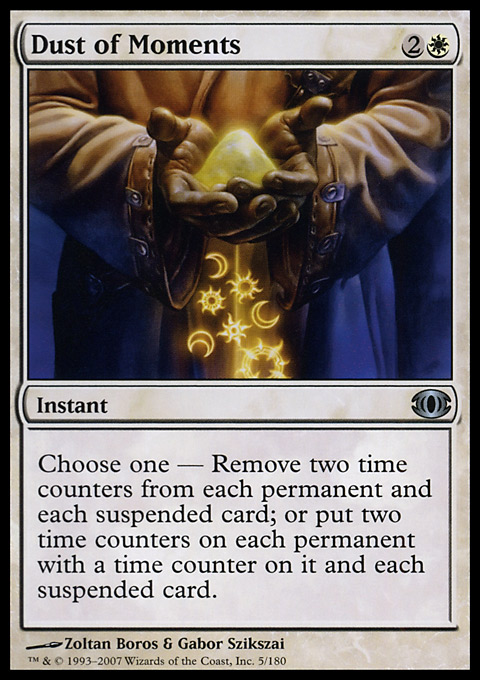 Dust of Moments 2
Instant
Choose one — Remove two time
counters from each permanent and
each suspended card; or put two
time counters on each permanent
with a time counter on it and each
suspended card.
Zoltan Boros & Gabor Szikszai
™ & © 1993–2007 Wizards of the Coast, Inc. 5/180